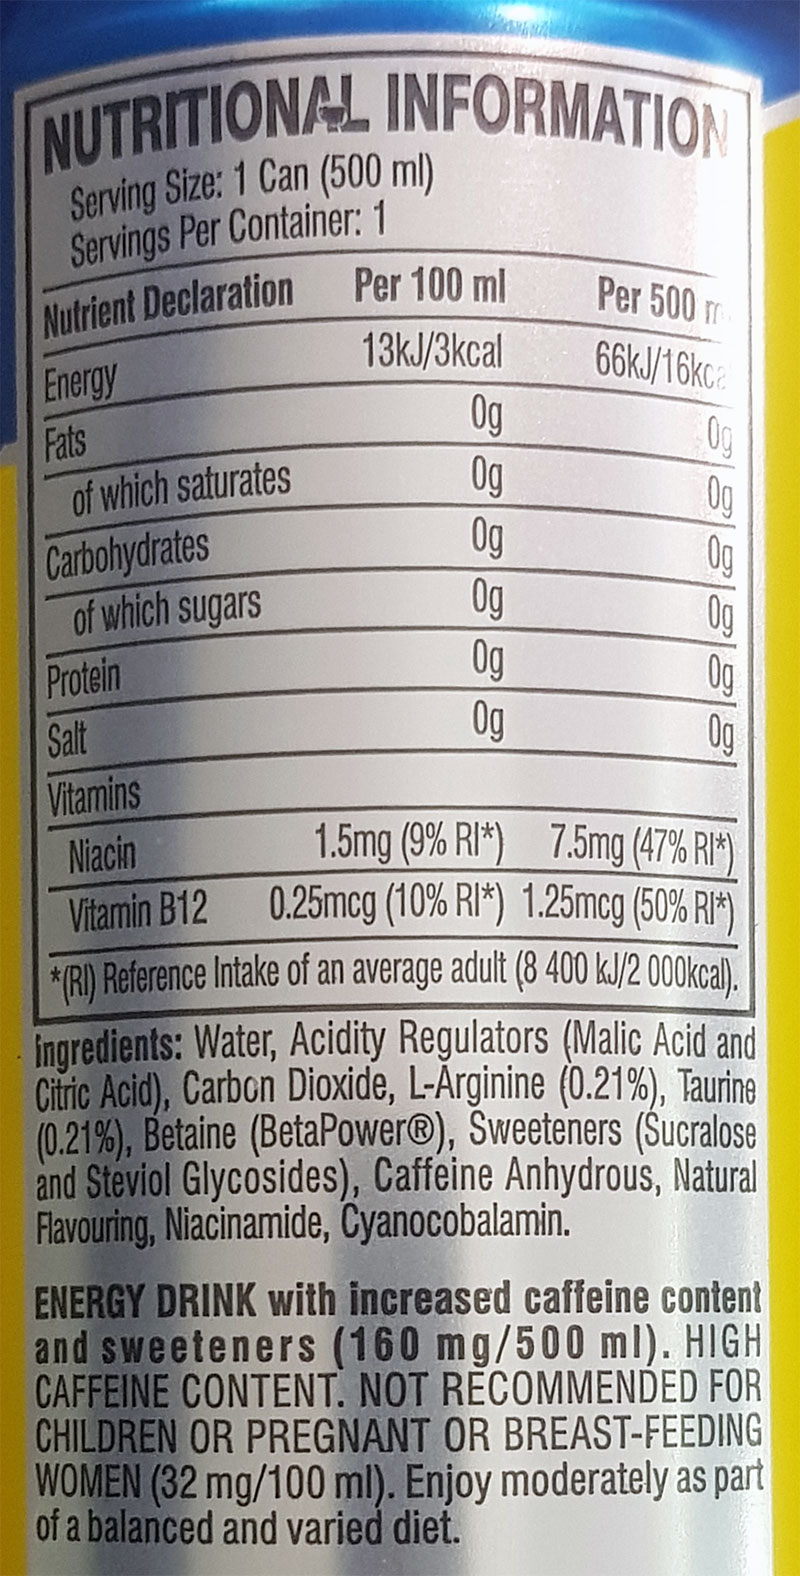 NUTRITIONAL INFORMATION
Serving Size: 1 Can (500 ml)
Servings Per Container: 1
Nutrient Declaration Per 100 ml Per 500 m
Energy 13kJ/3kcal 66kJ/16kca
Fats 0g 0g
of which saturates 0g 0g
Carbohydrates 0g 0g
of which sugars 0g 0g
Protein 0g 0g
Salt 0g 0g
Vitamins
Niacin 1.5mg (9% RI*) 7.5mg (47% RI*)
Vitamin B12 0.25mcg (10% RI*) 1.25mcg (50% RI*)
*(RI) Reference Intake of an average adult (8 400 kJ/2 000kcal).
Ingredients: Water, Acidity Regulators (Malic Acid and
Citric Acid), Carbon Dioxide, L-Arginine (0.21%), Taurine
(0.21%), Betaine (BetaPower®), Sweeteners (Sucralose
and Steviol Glycosides), Caffeine Anhydrous, Natural
Flavouring, Niacinamide, Cyanocobalamin.
ENERGY DRINK with increased caffeine content
and sweeteners (160 mg/500 ml). HIGH
CAFFEINE CONTENT. NOT RECOMMENDED FOR
CHILDREN OR PREGNANT OR BREAST-FEEDING
WOMEN (32 mg/100 ml). Enjoy moderately as part
of a balanced and varied diet.